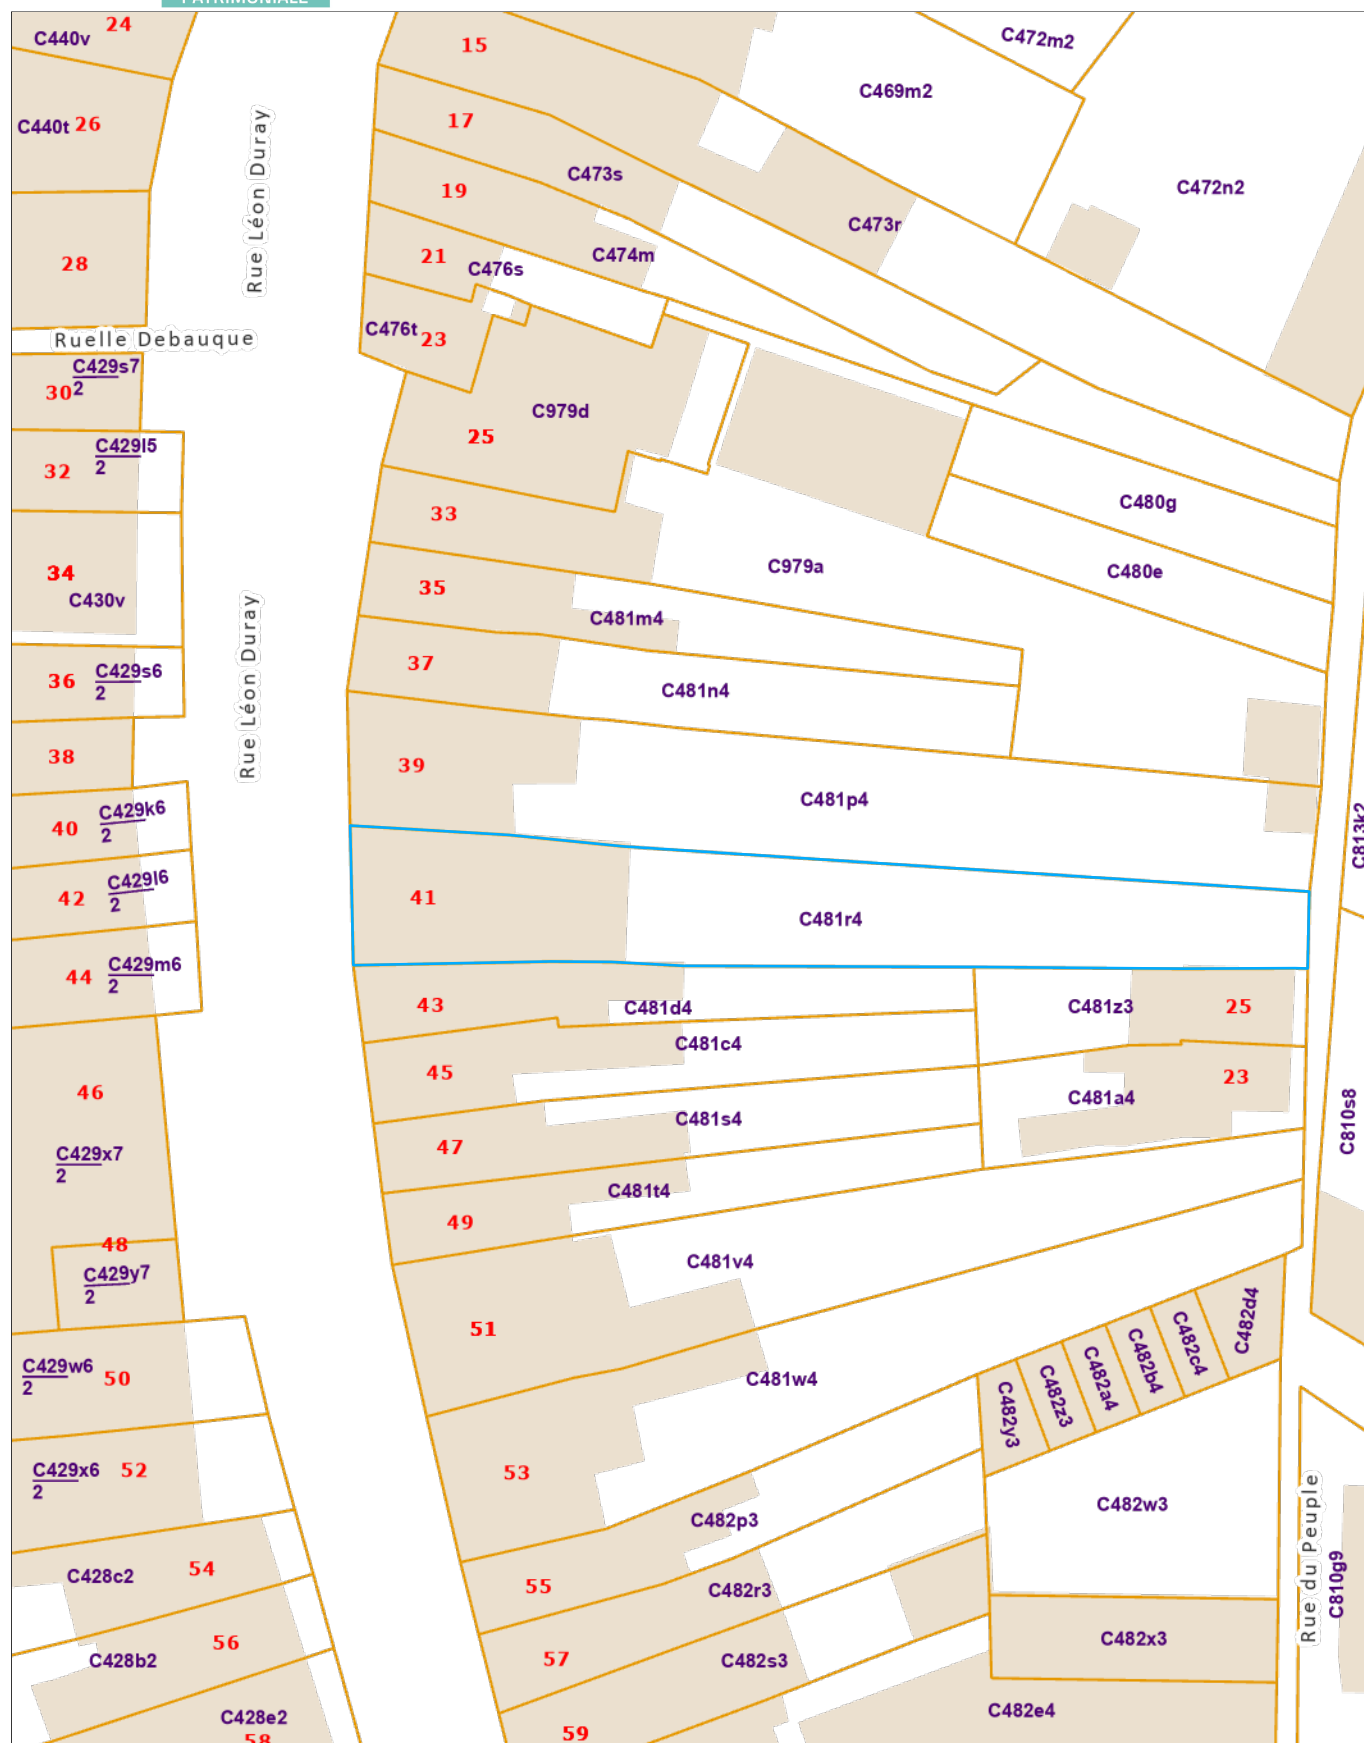 PATRIMONIALE
24
C440v
15
C472m2
C469m2
C440t 26
17
Rue Léon Duray
C473s
C472n2
19
C473r
28
21
C474m
C476s
C476t
23
Ruelle Debauque
C429s7
2
30
C979d
25
C429l5
2
32
33
C480g
34
C430v
C979a
C480e
35
C481m4
Rue Léon Duray
36
C429s6
2
37
C481n4
38
39
C481p4
C429k6
2
40
C813k2
42
C429l6
2
41
C481r4
44
C429m6
2
43
C481d4
C481z3
25
C481c4
45
23
46
C481a4
C481s4
C810s8
47
C429x7
2
C481t4
49
48
C481v4
C429y7
2
51
C482d4
C482c4
C482b4
C482a4
C482z3
C482y3
C429w6
2
50
C481w4
53
C429x6
2
52
C482w3
C482p3
Rue du Peuple
54
C428c2
55
C482r3
C810g9
56
C482x3
C428b2
57
C482s3
C428e2
58
59
C482e4